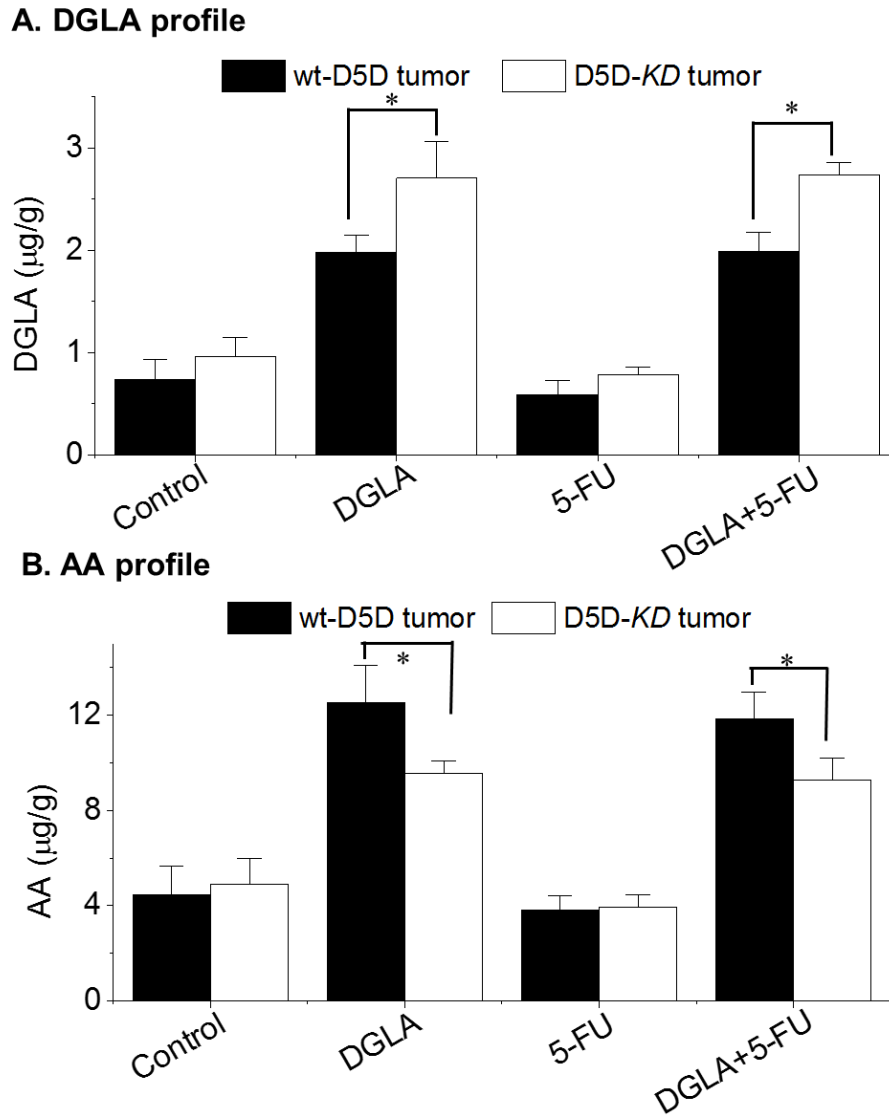 A. DGLA profile
wt-D5D tumor D5D-KD tumor
*
*
3
2
1
0
DGLA (μg/g)
Control DGLA 5-FU DGLA+5-FU
B. AA profile
wt-D5D tumor D5D-KD tumor
*
*
12
8
4
0
AA (μg/g)
Control DGLA 5-FU DGLA+5-FU